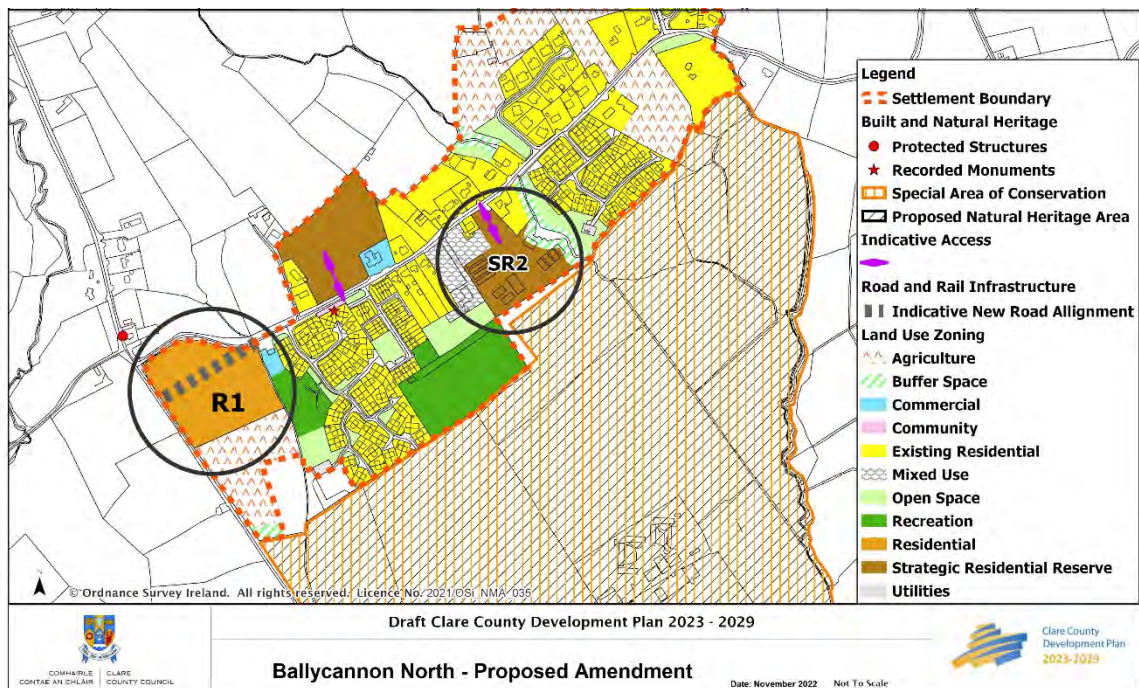 SR2
R1
Legend
Settlement Boundary
Built and Natural Heritage
Protected Structures
Recorded Monuments
Special Area of Conservation
Proposed Natural Heritage Area
Indicative Access
Road and Rail Infrastructure
Indicative New Road Allignment
Land Use Zoning
Agriculture
Buffer Space
Commercial
Community
Existing Residential
Mixed Use
Open Space
Recreation
Residential
Strategic Residential Reserve
Utilities
© Ordnance Survey Ireland. All rights reserved. Licence No. 2021/OSi_NMA_035
COMHAIRLE CONTAE AN CHLÁIR
CLARE COUNTY COUNCIL
Draft Clare County Development Plan 2023 - 2029
Ballycannon North - Proposed Amendment
Date: November 2022 Not To Scale
Clare County
Development Plan
2023-2029